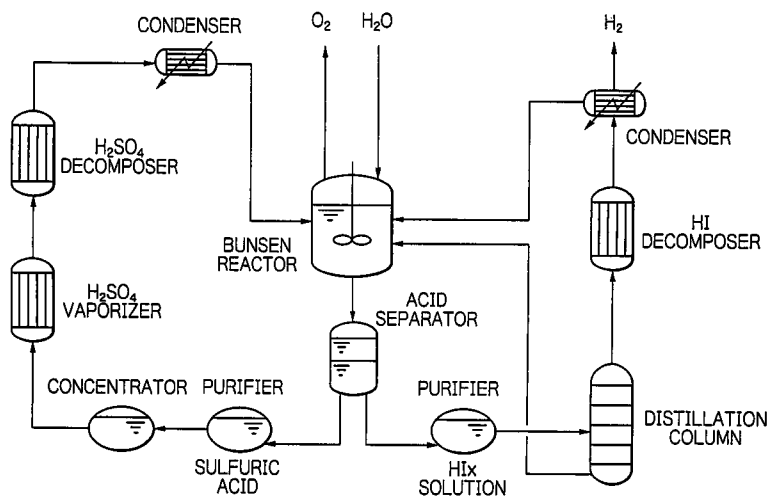 O2
H2O
H2
CONDENSER
CONDENSER
H2SO4
DECOMPOSER
HI
DECOMPOSER
BUNSEN
REACTOR
H2SO4
VAPORIZER
ACID
SEPARATOR
CONCENTRATOR
PURIFIER
SULFURIC
ACID
PURIFIER
HIx
SOLUTION
DISTILLATION
COLUMN